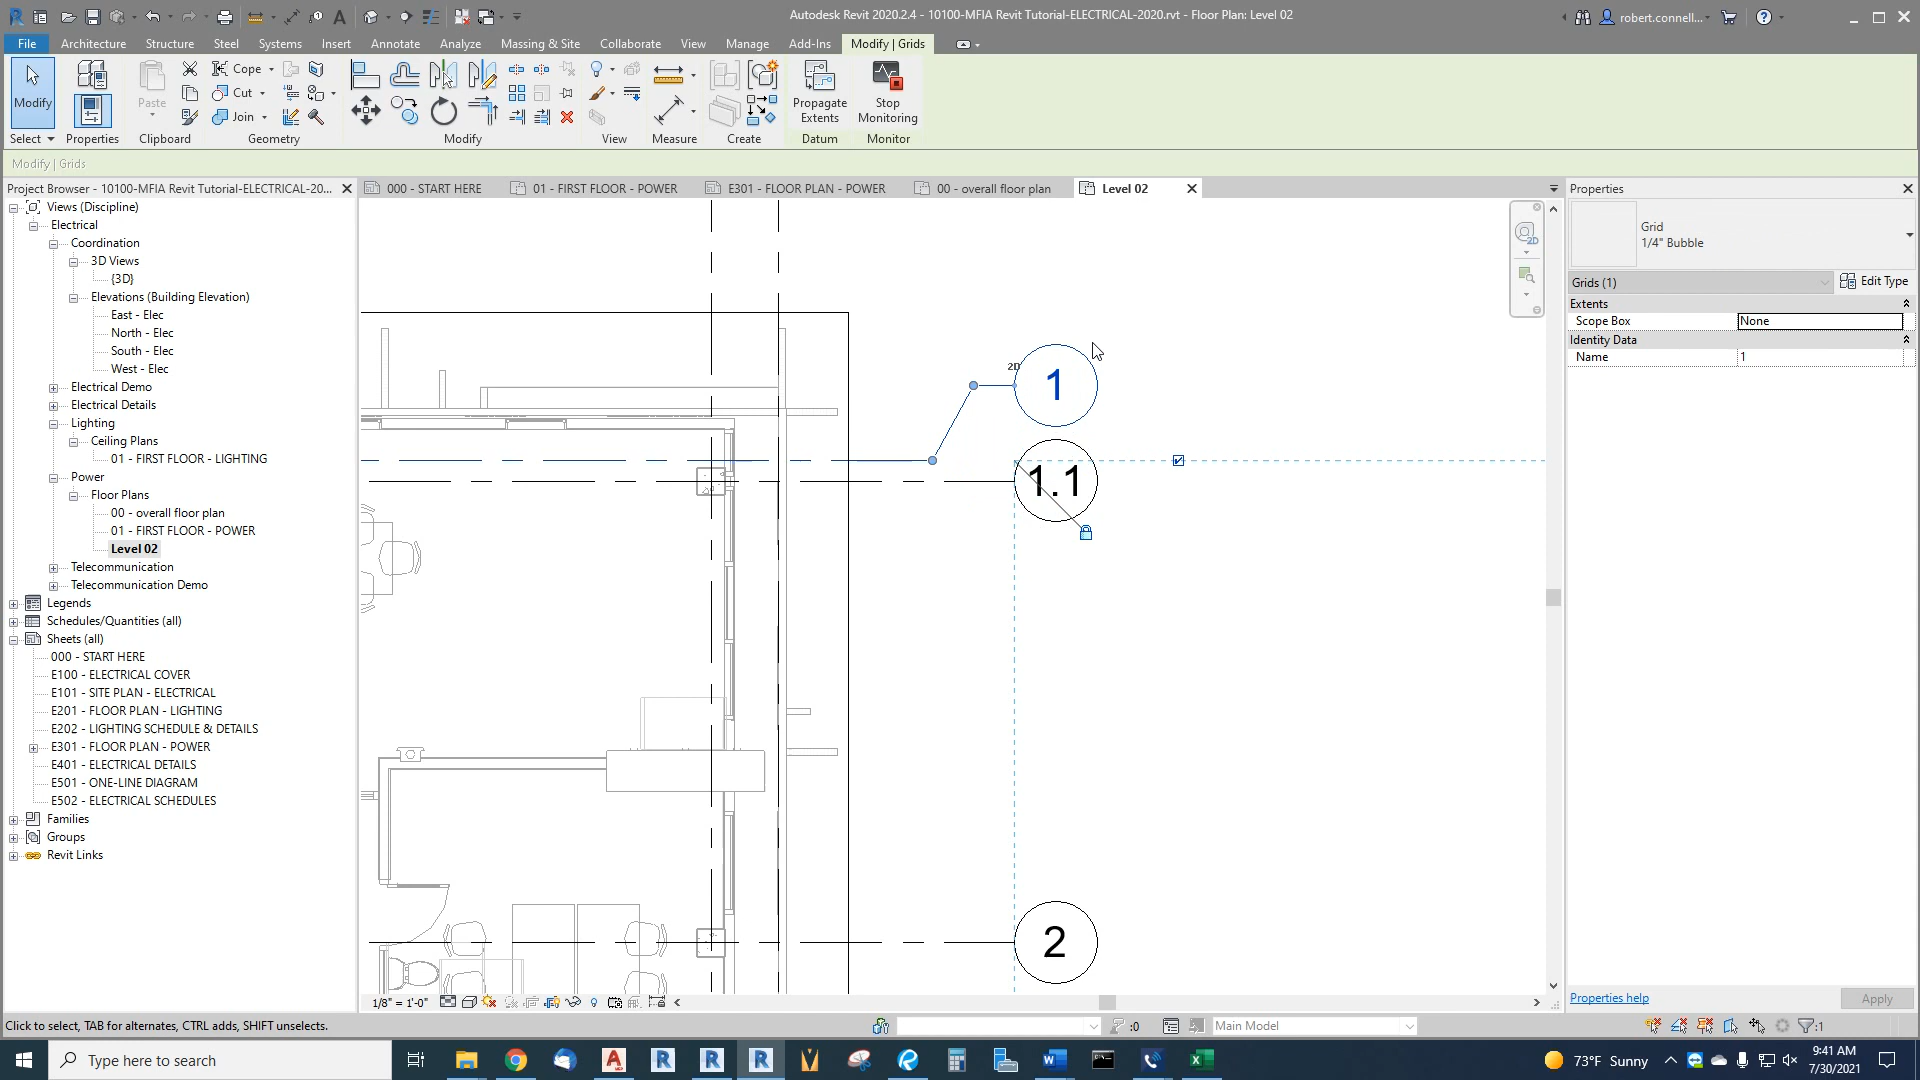 Autodesk Revit 2020.2.4 - 10100-MFIA Revit Tutorial-ELECTRICAL-2020.rvt - Floor Plan: Level 02
robert.connell...
File Architecture Structure Steel Systems Insert Annotate Analyze Massing & Site Collaborate View Manage Add-Ins Modify | Grids
Modify
Paste
Cope
Cut
Join
Propagate Extents
Stop Monitoring
Select Properties Clipboard Geometry Modify View Measure Create Datum Monitor
Modify | Grids
Project Browser - 10100-MFIA Revit Tutorial-ELECTRICAL-20...
000 - START HERE
01 - FIRST FLOOR - POWER
E301 - FLOOR PLAN - POWER
00 - overall floor plan
Level 02
Properties
Views (Discipline)
Electrical
Coordination
3D Views
{3D}
Elevations (Building Elevation)
East - Elec
North - Elec
South - Elec
West - Elec
Electrical Demo
Electrical Details
Lighting
Ceiling Plans
01 - FIRST FLOOR - LIGHTING
Power
Floor Plans
00 - overall floor plan
01 - FIRST FLOOR - POWER
Level 02
Telecommunication
Telecommunication Demo
Legends
Schedules/Quantities (all)
Sheets (all)
000 - START HERE
E100 - ELECTRICAL COVER
E101 - SITE PLAN - ELECTRICAL
E201 - FLOOR PLAN - LIGHTING
E202 - LIGHTING SCHEDULE & DETAILS
E301 - FLOOR PLAN - POWER
E401 - ELECTRICAL DETAILS
E501 - ONE-LINE DIAGRAM
E502 - ELECTRICAL SCHEDULES
Families
Groups
Revit Links
2D
1
1.1
2
2D
Grid
1/4" Bubble
Grids (1)
Edit Type
Extents
Scope Box None
Identity Data
Name 1
Properties help
Apply
1/8" = 1'-0"
Click to select, TAB for alternates, CTRL adds, SHIFT unselects.
:0
Main Model
:1
Type here to search
73°F Sunny
9:41 AM
7/30/2021